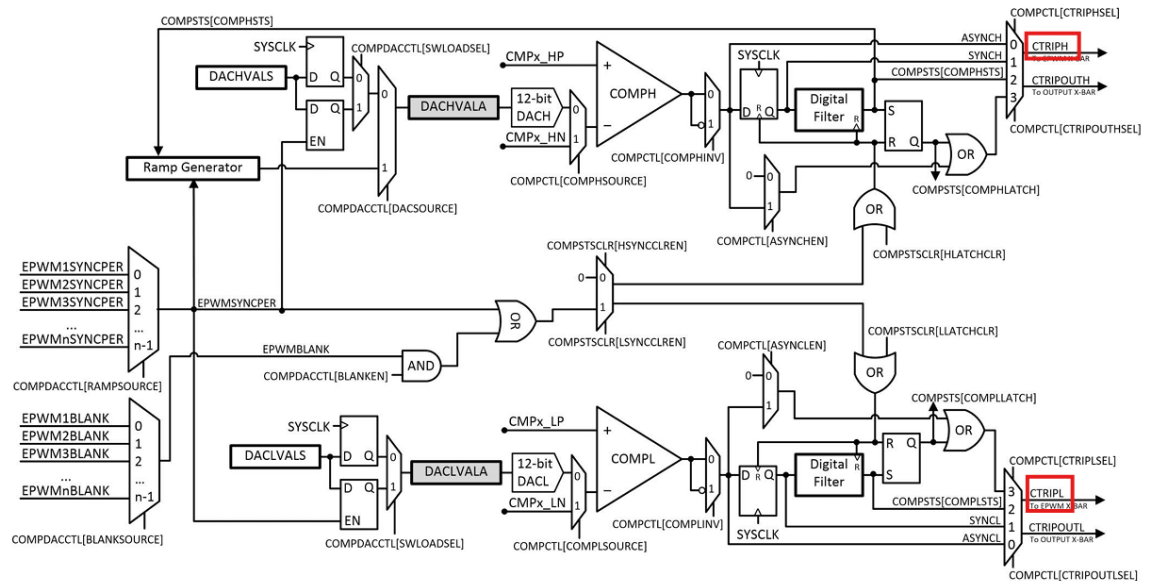 COMPSTS[COMPHSTS]
COMPCTL[CTRIPHSEL]
SYSCLK
COMPDACCTL[SWLOADSEL]
ASYNCH
0
CTRIPH
To EPWM X-BAR
CMPx_HP
+
SYSCLK
SYNCH
1
DACHVALS
D Q
0
COMPSTS[COMPHSTS]
2
CTRIPOUTH
To OUTPUT X-BAR
3
0
DACHVALA
12-bit
DACH
0
COMPH
0
D R Q
Digital
Filter
R
S
D Q
1
1
CMPx_HN
1
−
R Q
OR
COMPCTL[CTRIPOUTHSEL]
EN
COMPCTL[COMPHINV]
Ramp Generator
1
COMPCTL[COMPHSOURCE]
0
0
COMPSTS[COMPHLATCH]
1
COMPDACCTL[DACSOURCE]
OR
COMPCTL[ASYNCHEN]
COMPSTSCLR[HSYNCCLREN]
COMPSTSCLR[HLATCHCLR]
EPWM1SYNCPER
0
0
0
EPWM2SYNCPER
1
EPWM3SYNCPER
2
EPWMSYNCPER
1
...
...
OR
EPWMnSYNCPER
n-1
COMPSTSCLR[LLATCHCLR]
COMPSTSCLR[LSYNCCLREN]
COMPCTL[ASYNCLEN]
EPWMBLANK
AND
COMPDACCTL[BLANKEN]
COMPDACCTL[RAMPSOURCE]
0
0
OR
COMPSTS[COMPLLATCH]
1
EPWM1BLANK
0
EPWM2BLANK
1
EPWM3BLANK
2
...
...
EPWMnBLANK
n-1
COMPDACCTL[BLANKSOURCE]
SYSCLK
CMPx_LP
+
D Q
0
R Q
OR
DACLVALS
DACLVALA
12-bit
DACL
0
COMPL
0
D R Q
Digital
Filter
R
S
COMPCTL[CTRIPLSEL]
D Q
1
1
CMPx_LN
1
−
3
CTRIPL
To EPWM X-BAR
COMPSTS[COMPLSTS]
2
EN
COMPCTL[COMPLINV]
SYNCL
1
CTRIPOUTL
To OUTPUT X-BAR
SYSCLK
ASYNCL
0
COMPDACCTL[SWLOADSEL]
COMPCTL[COMPLSOURCE]
COMPCTL[CTRIPOUTLSEL]